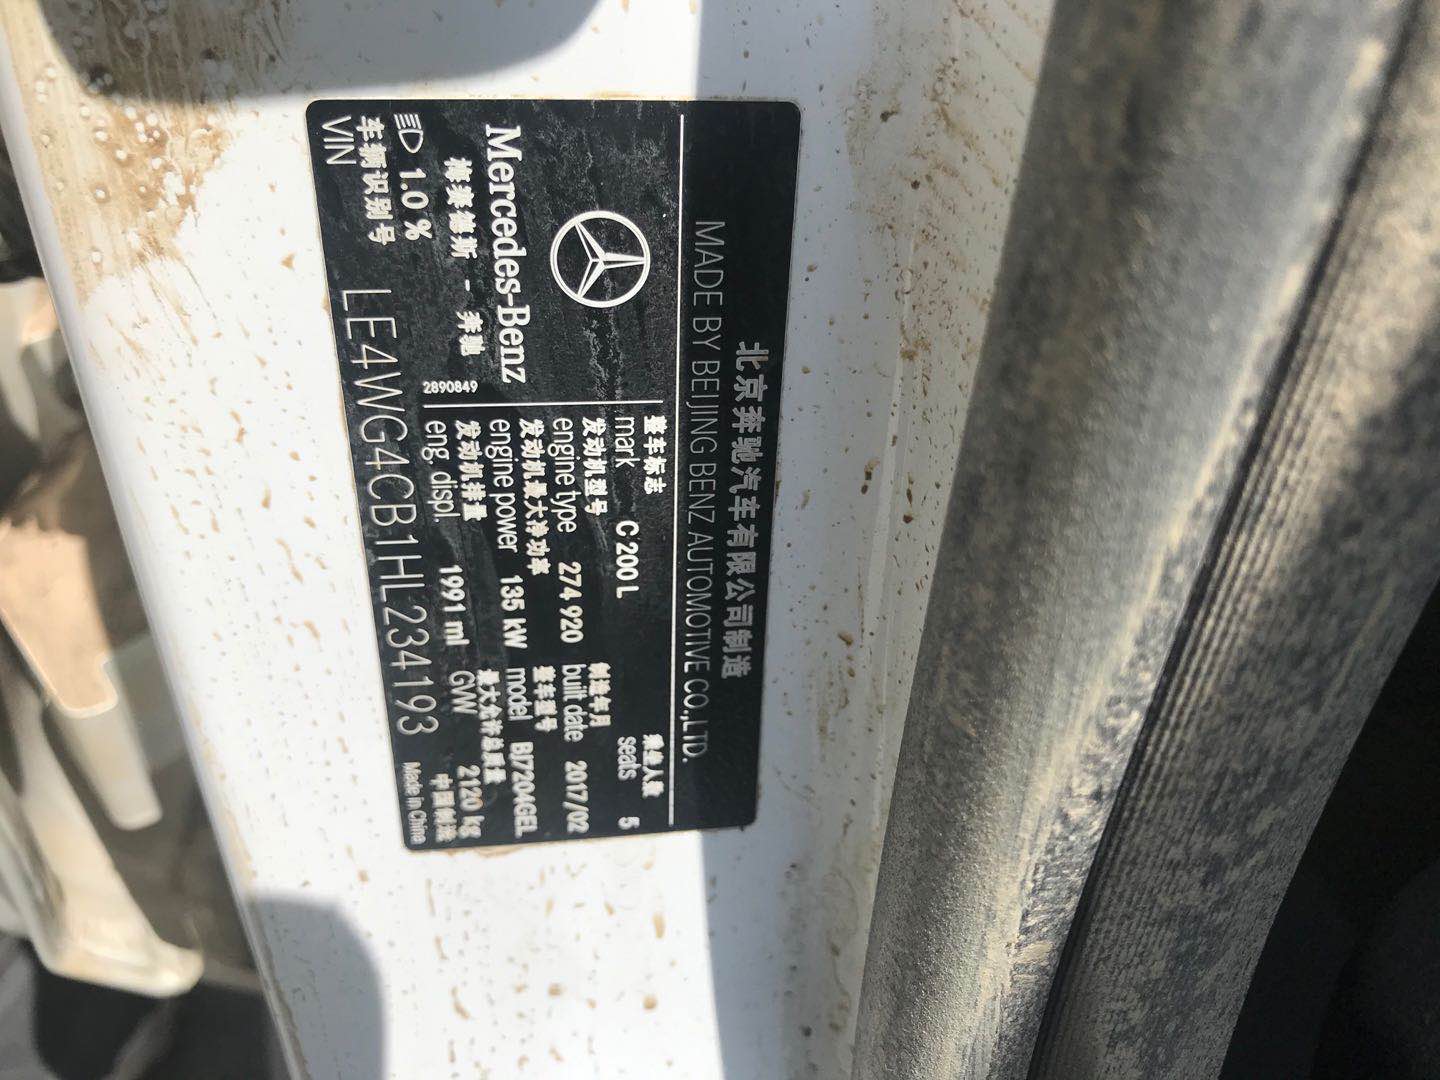 北京奔驰汽车有限公司制造
MADE BY BEIJING BENZ AUTOMOTIVE CO.,LTD.
Mercedes-Benz
梅赛德斯 - 奔驰
1.0 %
2890849
整车标志 乘坐人数
mark C 200 L seats 5
发动机型号 制造年月
engine type 274 920 built date 2017/02
发动机最大净功率 整车型号
engine power 135 kW model BJ7204GEL
发动机排量 最大允许总质量
eng. displ. 1991 ml GVW 2120 kg
车辆识别号 中国制造
VIN LE4WG4CB1HL234193 Made in China